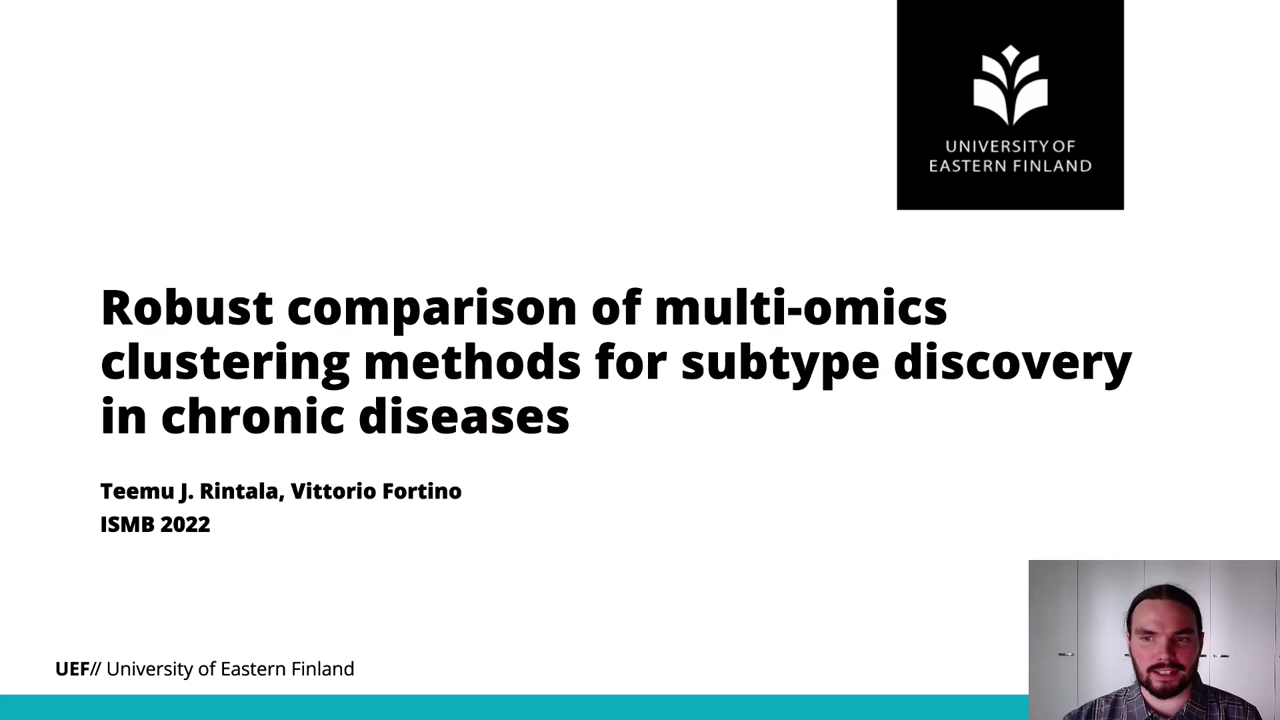 UNIVERSITY OF
EASTERN FINLAND
Robust comparison of multi-omics
clustering methods for subtype discovery
in chronic diseases
Teemu J. Rintala, Vittorio Fortino
ISMB 2022
UEF// University of Eastern Finland